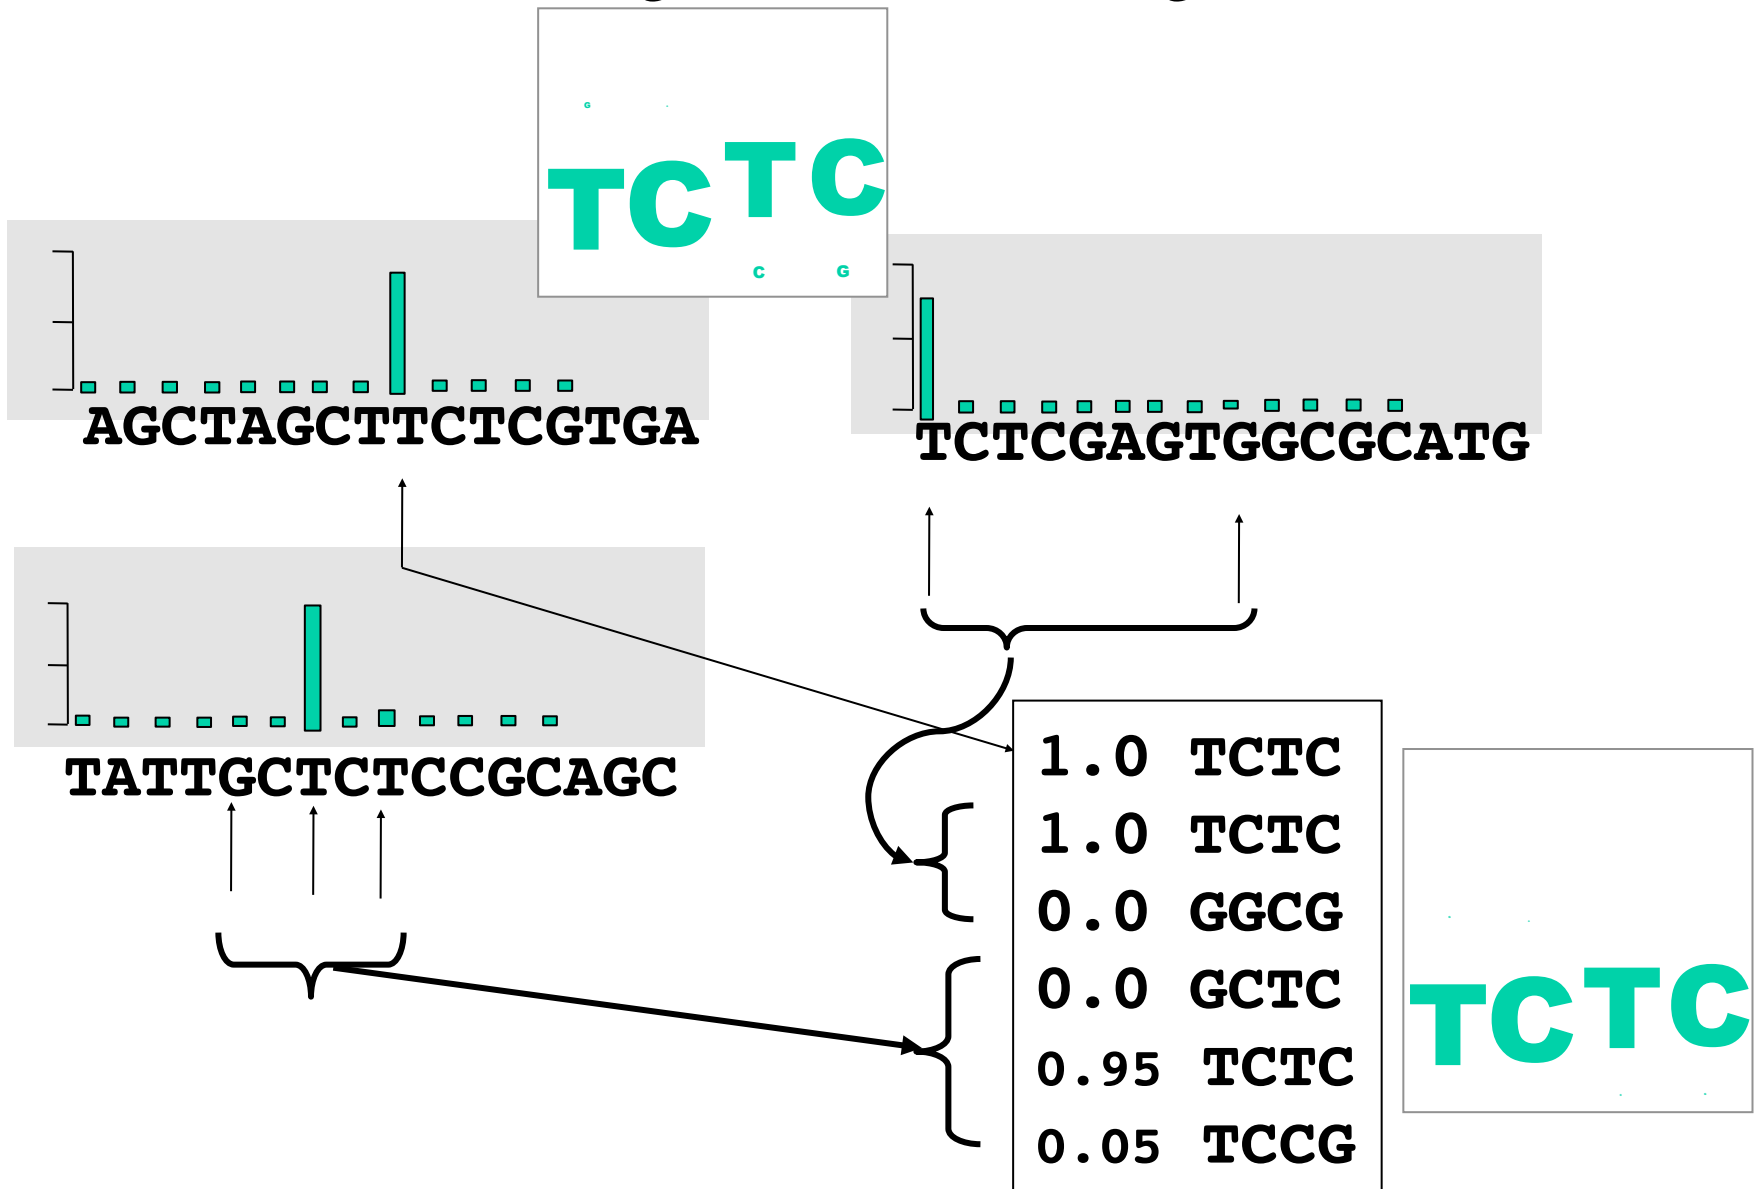 G
TCTC
C G
AGCTAGCTTCTCGTGA
TCTCGAGTGGCGCATG
TATTGCTCTCCGCAGC
1.0 TCTC
1.0 TCTC
0.0 GGCG
0.0 GCTC
0.95 TCTC
0.05 TCCG
TCTC